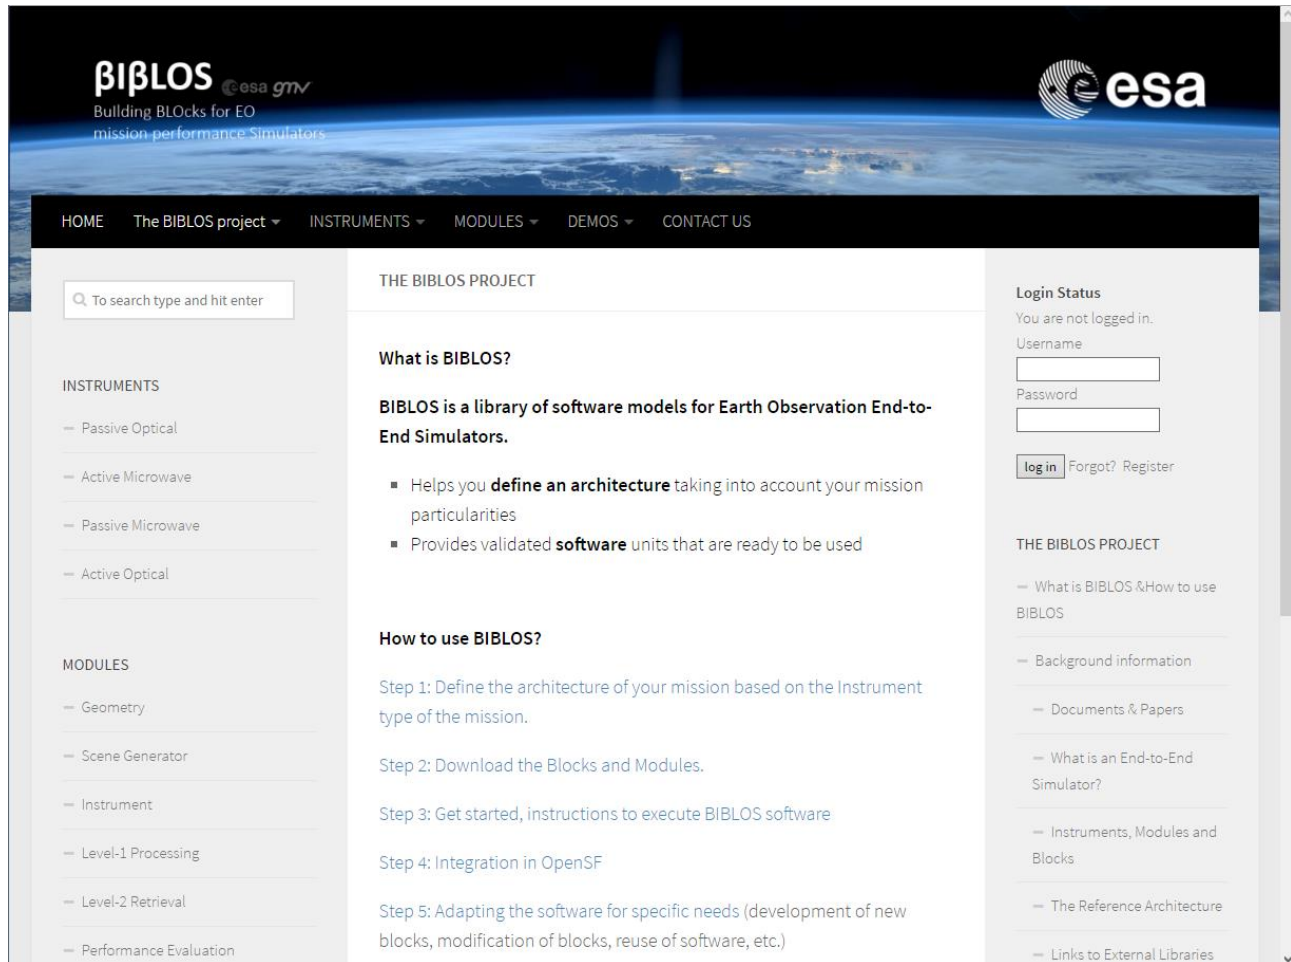 βIβLOS esa gmv
Building BLOcks for EO
mission performance Simulators
esa
HOME The BIBLOS project INSTRUMENTS MODULES DEMOS CONTACT US
To search type and hit enter
INSTRUMENTS
Passive Optical
Active Microwave
Passive Microwave
Active Optical
MODULES
Geometry
Scene Generator
Instrument
Level-1 Processing
Level-2 Retrieval
Performance Evaluation
THE BIBLOS PROJECT
What is BIBLOS?
BIBLOS is a library of software models for Earth Observation End-to-
End Simulators.
Helps you define an architecture taking into account your mission
particularities
Provides validated software units that are ready to be used
How to use BIBLOS?
Step 1: Define the architecture of your mission based on the Instrument
type of the mission.
Step 2: Download the Blocks and Modules.
Step 3: Get started, instructions to execute BIBLOS software
Step 4: Integration in OpenSF
Step 5: Adapting the software for specific needs (development of new
blocks, modification of blocks, reuse of software, etc.)
Login Status
You are not logged in.
Username
Password
log in Forgot? Register
THE BIBLOS PROJECT
What is BIBLOS &How to use
BIBLOS
Background information
Documents & Papers
What is an End-to-End
Simulator?
Instruments, Modules and
Blocks
The Reference Architecture
Links to External Libraries